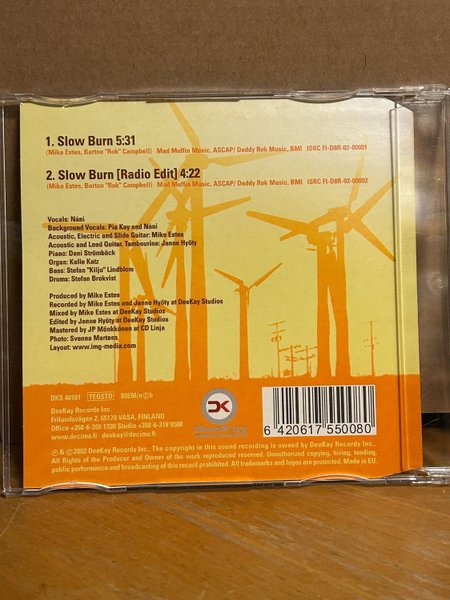 1. Slow Burn 5:31
(Mike Estes, Barton "Rok" Campbell) Mad Muffin Music, ASCAP/ Daddy Rok Music, BMI ISRC FI-D8R-02-00001
2. Slow Burn [Radio Edit] 4:22
(Mike Estes, Barton "Rok" Campbell) Mad Muffin Music, ASCAP/ Daddy Rok Music, BMI ISRC FI-D8R-02-00002
Vocals: Náni
Background Vocals: Piá Kay and Náni
Acoustic, Electric and Slide Guitar: Mike Estes
Acoustic and Lead Guitar, Tambourine: Janne Hyöty
Piano: Dani Strömbäck
Organ: Kalle Katz
Bass: Stefan "Kilju" Lindblom
Drums: Stefan Brokvist
Produced by Mike Estes
Recorded by Mike Estes and Janne Hyöty at DeeKay Studios
Mixed by Mike Estes at DeeKay Studios
Edited by Janne Hyöty at DeeKay Studios
Mastered by JP Mönkkönen at CD Linja
Photo: Svenna Martens
Layout: www.img-media.com
DKS 40101 TEOSTO BIEM/ncb
DeeKay Records Inc.
Frilundsvägen 2, 65170 VASA, FINLAND
Office +358-6-359 1330 Studio +358-6-318 9500
www.decima.fi deekay@decima.fi
DK
DeeKay
6 420617 550080
℗ & © 2002 DeeKay Records Inc. The copyright in this sound recording is owned by DeeKay Records Inc.
All Rights of the Producer and Owner of the work reproduced reserved. Unauthorized copying, hiring, lending,
public performance and broadcasting of this record prohibited. All trademarks and logos are protected. Made in EU.